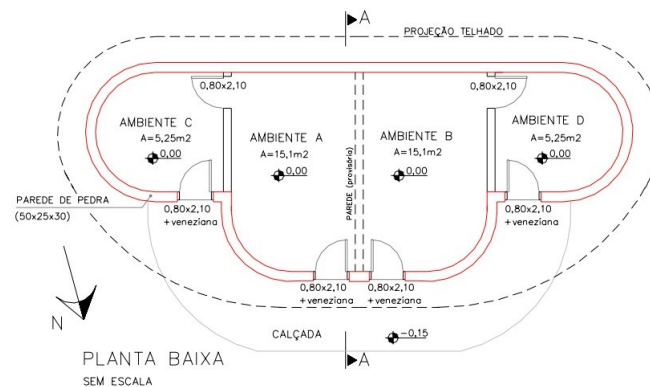 A
PROJEÇÃO TELHADO
0,80x2,10
0,80x2,10
AMBIENTE C
A=5,25m2
0,00
AMBIENTE A
A=15,1m2
0,00
PAREDE (provisória)
AMBIENTE B
A=15,1m2
0,00
AMBIENTE D
A=5,25m2
0,00
PAREDE DE PEDRA
(50x25x30)
0,80x2,10
+veneziana
0,80x2,10
+veneziana
0,80x2,10
+veneziana
0,80x2,10
+veneziana
N
CALÇADA
-0,15
A
PLANTA BAIXA
SEM ESCALA